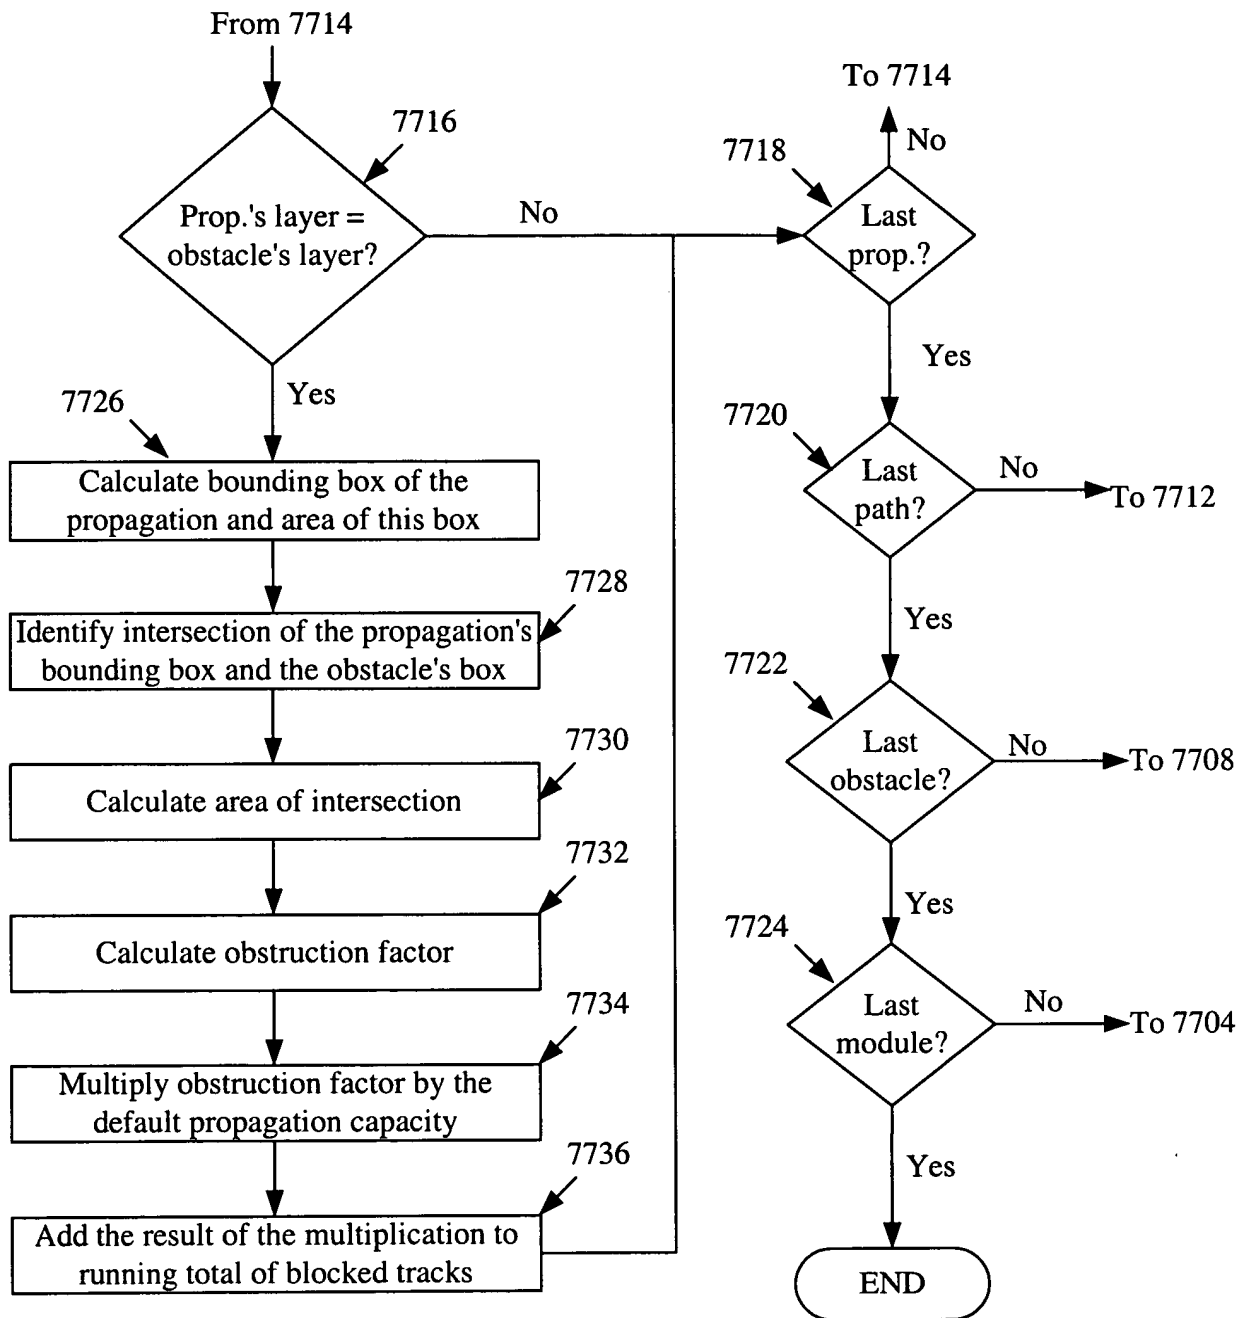 From 7714
7716
Prop.'s layer =
obstacle's layer?
No
Yes
7726
Calculate bounding box of the
propagation and area of this box
7728
Identify intersection of the propagation's
bounding box and the obstacle's box
7730
Calculate area of intersection
7732
Calculate obstruction factor
7734
Multiply obstruction factor by the
default propagation capacity
7736
Add the result of the multiplication to
running total of blocked tracks
To 7714
No
7718
Last
prop.?
Yes
7720
Last
path?
No
To 7712
Yes
7722
Last
obstacle?
No
To 7708
Yes
7724
Last
module?
No
To 7704
Yes
END